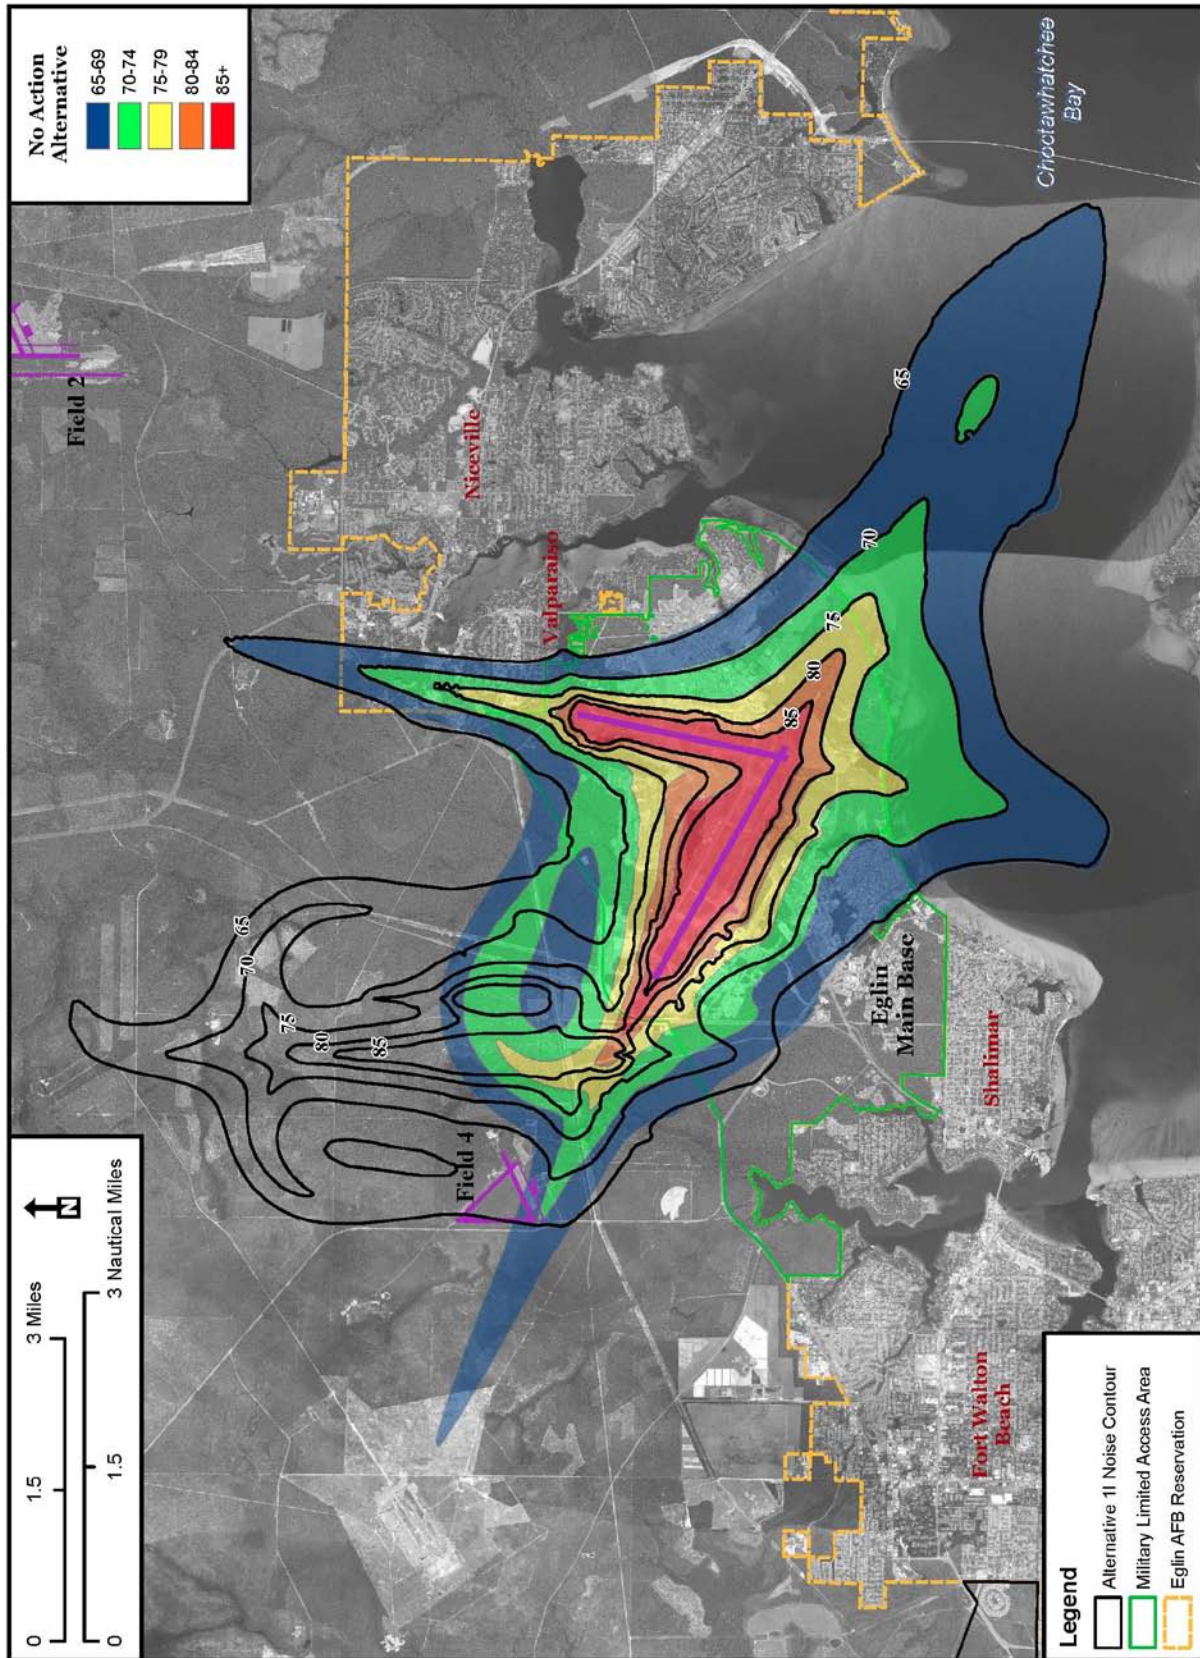 0 1.5 3 Miles
0 1.5 3 Nautical Miles
N
Field 2
No Action
Alternative
65-69
70-74
75-79
80-84
85+
65
70
75
80
85
Field 4
Niceville
Valparaiso
65
70
75
80
85
Eglin
Main Base
Shalimar
Fort Walton
Beach
Choctawhatchee
Bay
Legend
Alternative 1I Noise Contour
Military Limited Access Area
Eglin AFB Reservation